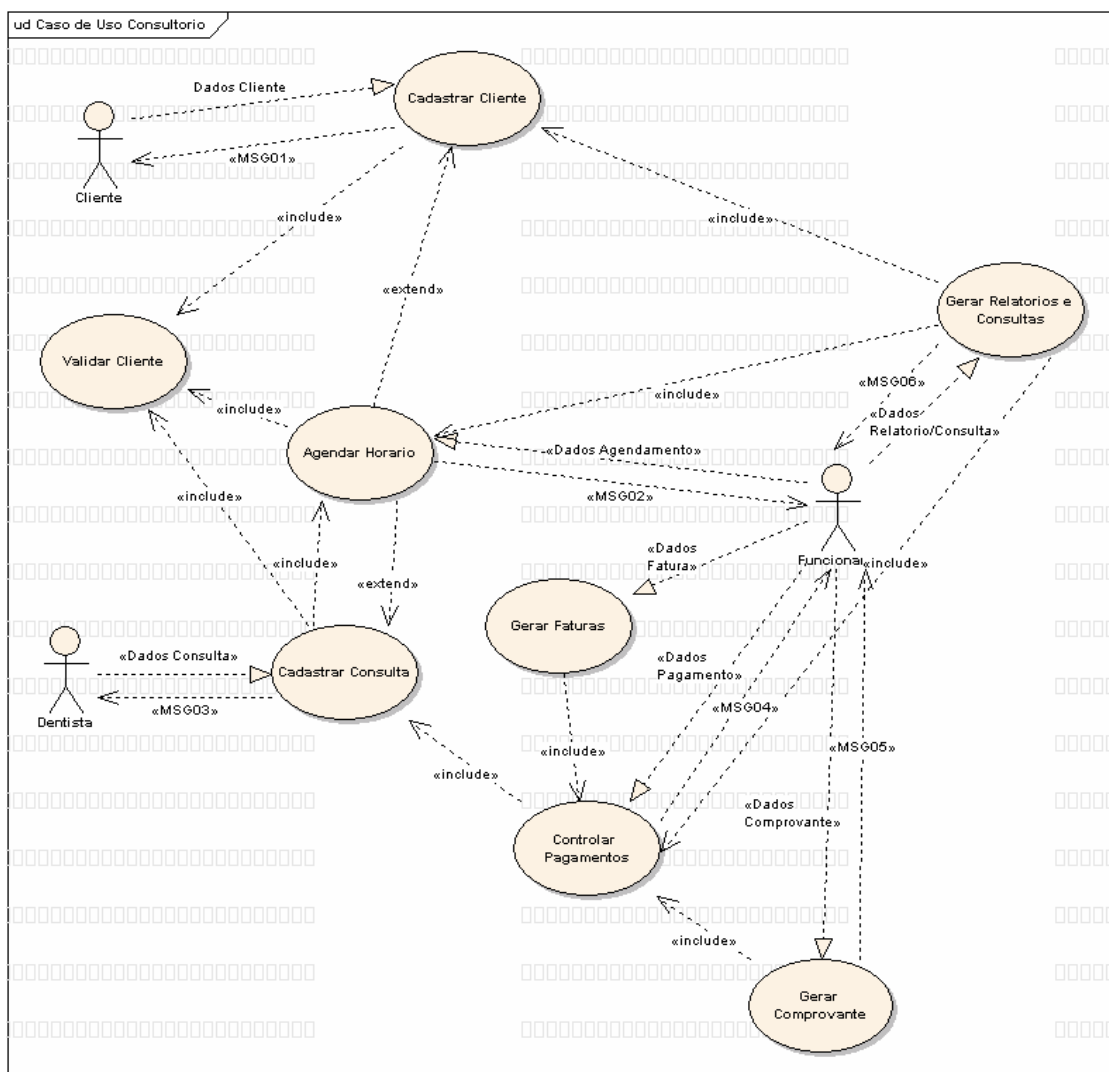 ud Caso de Uso Consultorio
Dados Cliente
Cadastrar Cliente
«MSG01»
Cliente
«include»
«include»
«extend»
Gerar Relatorios e
Consultas
Validar Cliente
«MSG06»
«include»
«include»
«Dados
Relatorio/Consulta»
Agendar Horario
«Dados Agendamento»
«MSG02»
«include»
«Dados
Fatura»
Funcionar
«include»
«include»
«extend»
Gerar Faturas
«Dados Consulta»
Cadastrar Consulta
«Dados
Pagamento»
«MSG03»
Dentista
«MSG04»
«include»
«MSG05»
«include»
«Dados
Comprovante»
Controlar
Pagamentos
«include»
Gerar
Comprovante